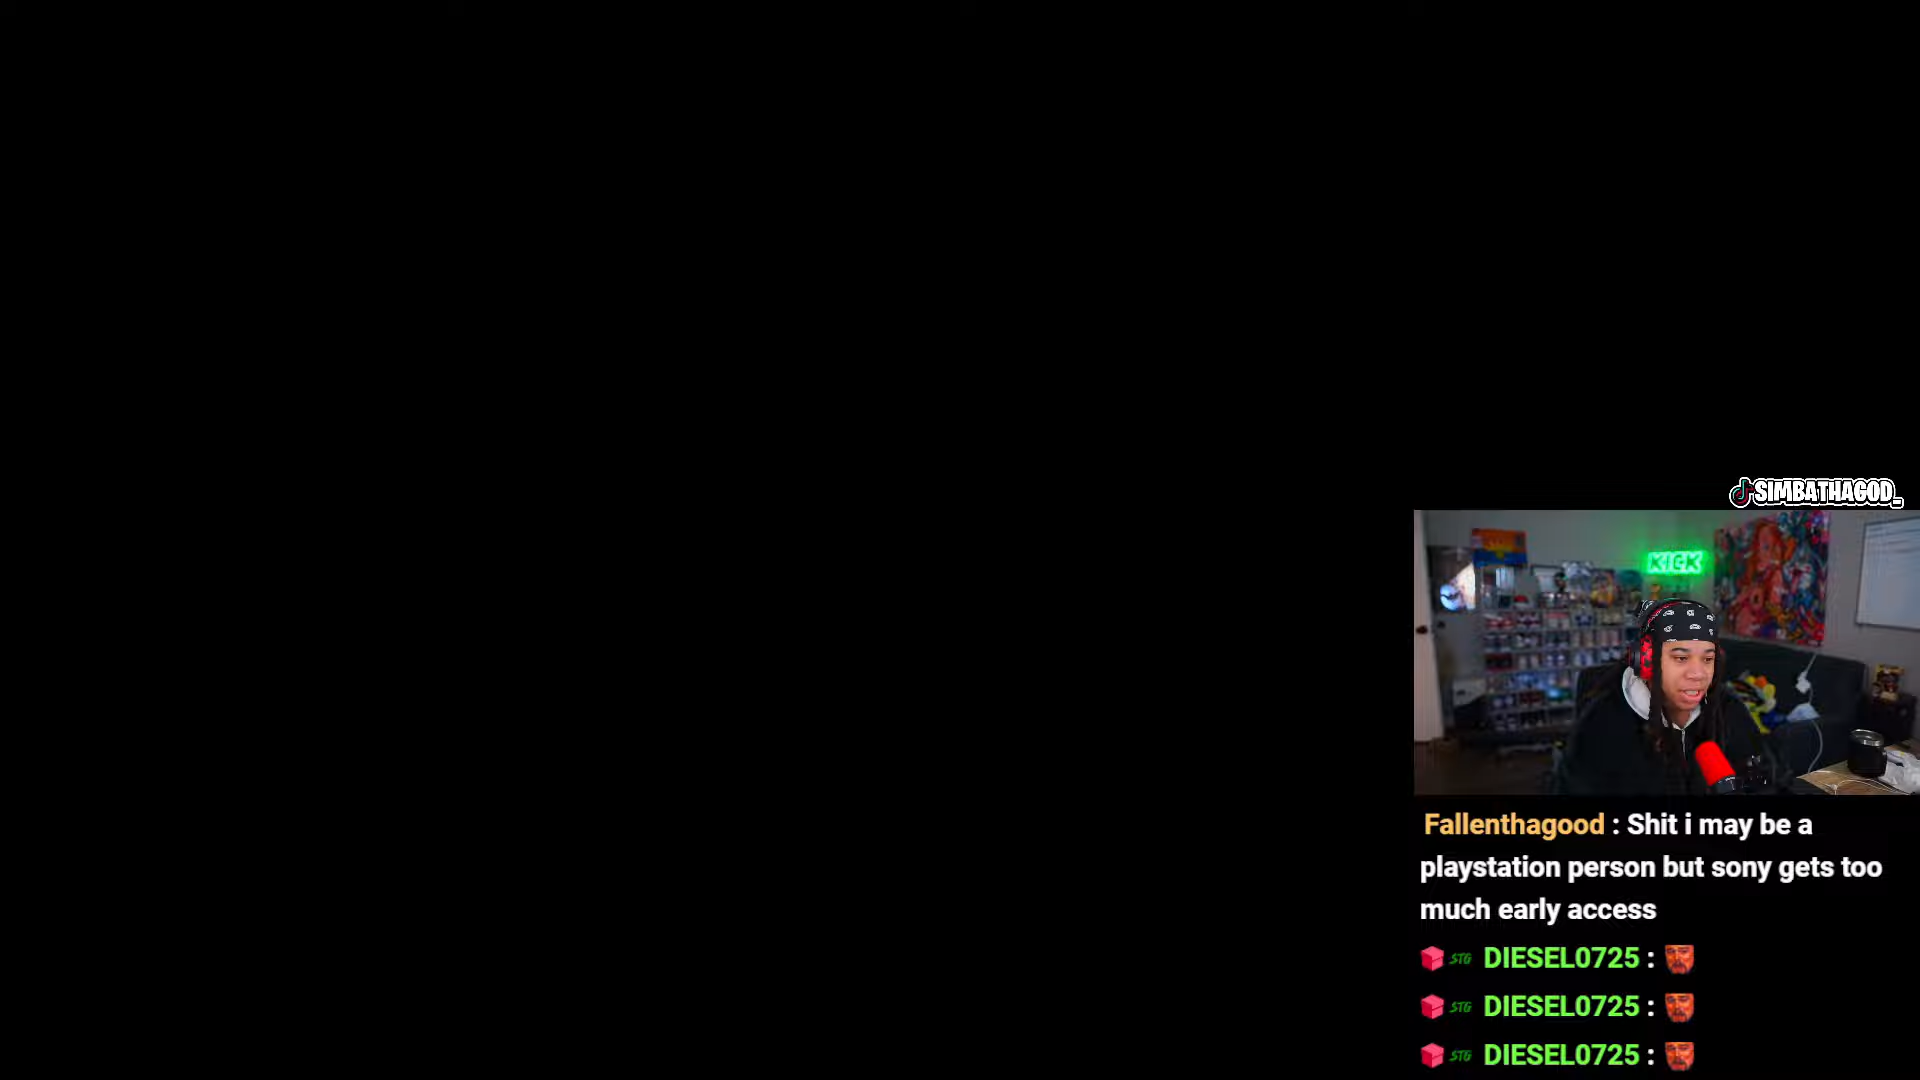 SIMBATHAGOD_
KICK
Fallenthagood : Shit i may be a
playstation person but sony gets too
much early access
STG DIESEL0725 :
STG DIESEL0725 :
STG DIESEL0725 :